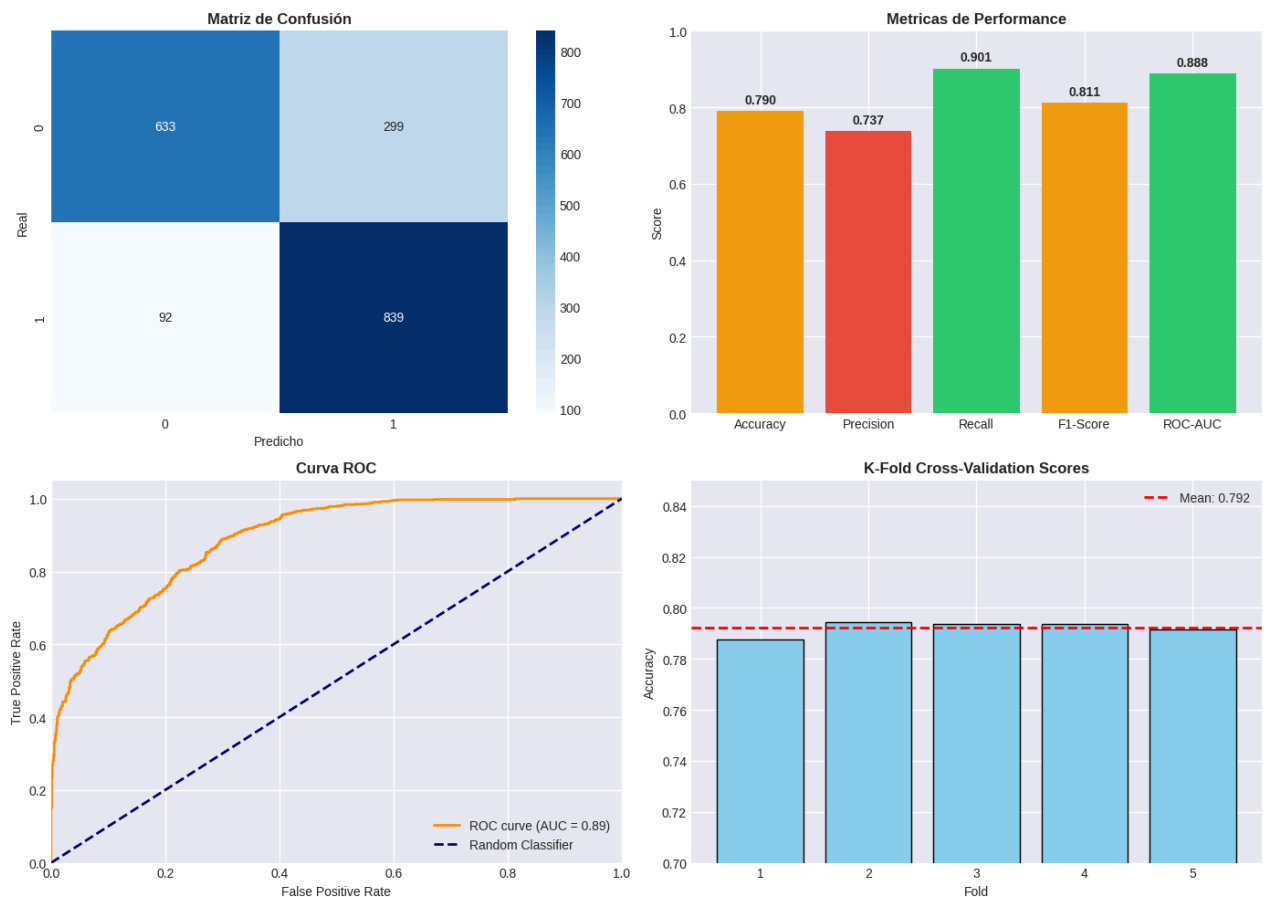 Matriz de Confusión
633
299
92
839
0
1
Real
0
1
Predicho
800
700
600
500
400
300
200
100
Metricas de Performance
1.0
0.8
0.6
0.4
0.2
0.0
Score
0.790
0.737
0.901
0.811
0.888
Accuracy
Precision
Recall
F1-Score
ROC-AUC
Curva ROC
1.0
0.8
0.6
0.4
0.2
0.0
True Positive Rate
ROC curve (AUC = 0.89)
Random Classifier
0.0
0.2
0.4
0.6
0.8
1.0
False Positive Rate
K-Fold Cross-Validation Scores
Mean: 0.792
0.84
0.82
0.80
0.78
0.76
0.74
0.72
0.70
Accuracy
1
2
3
4
5
Fold